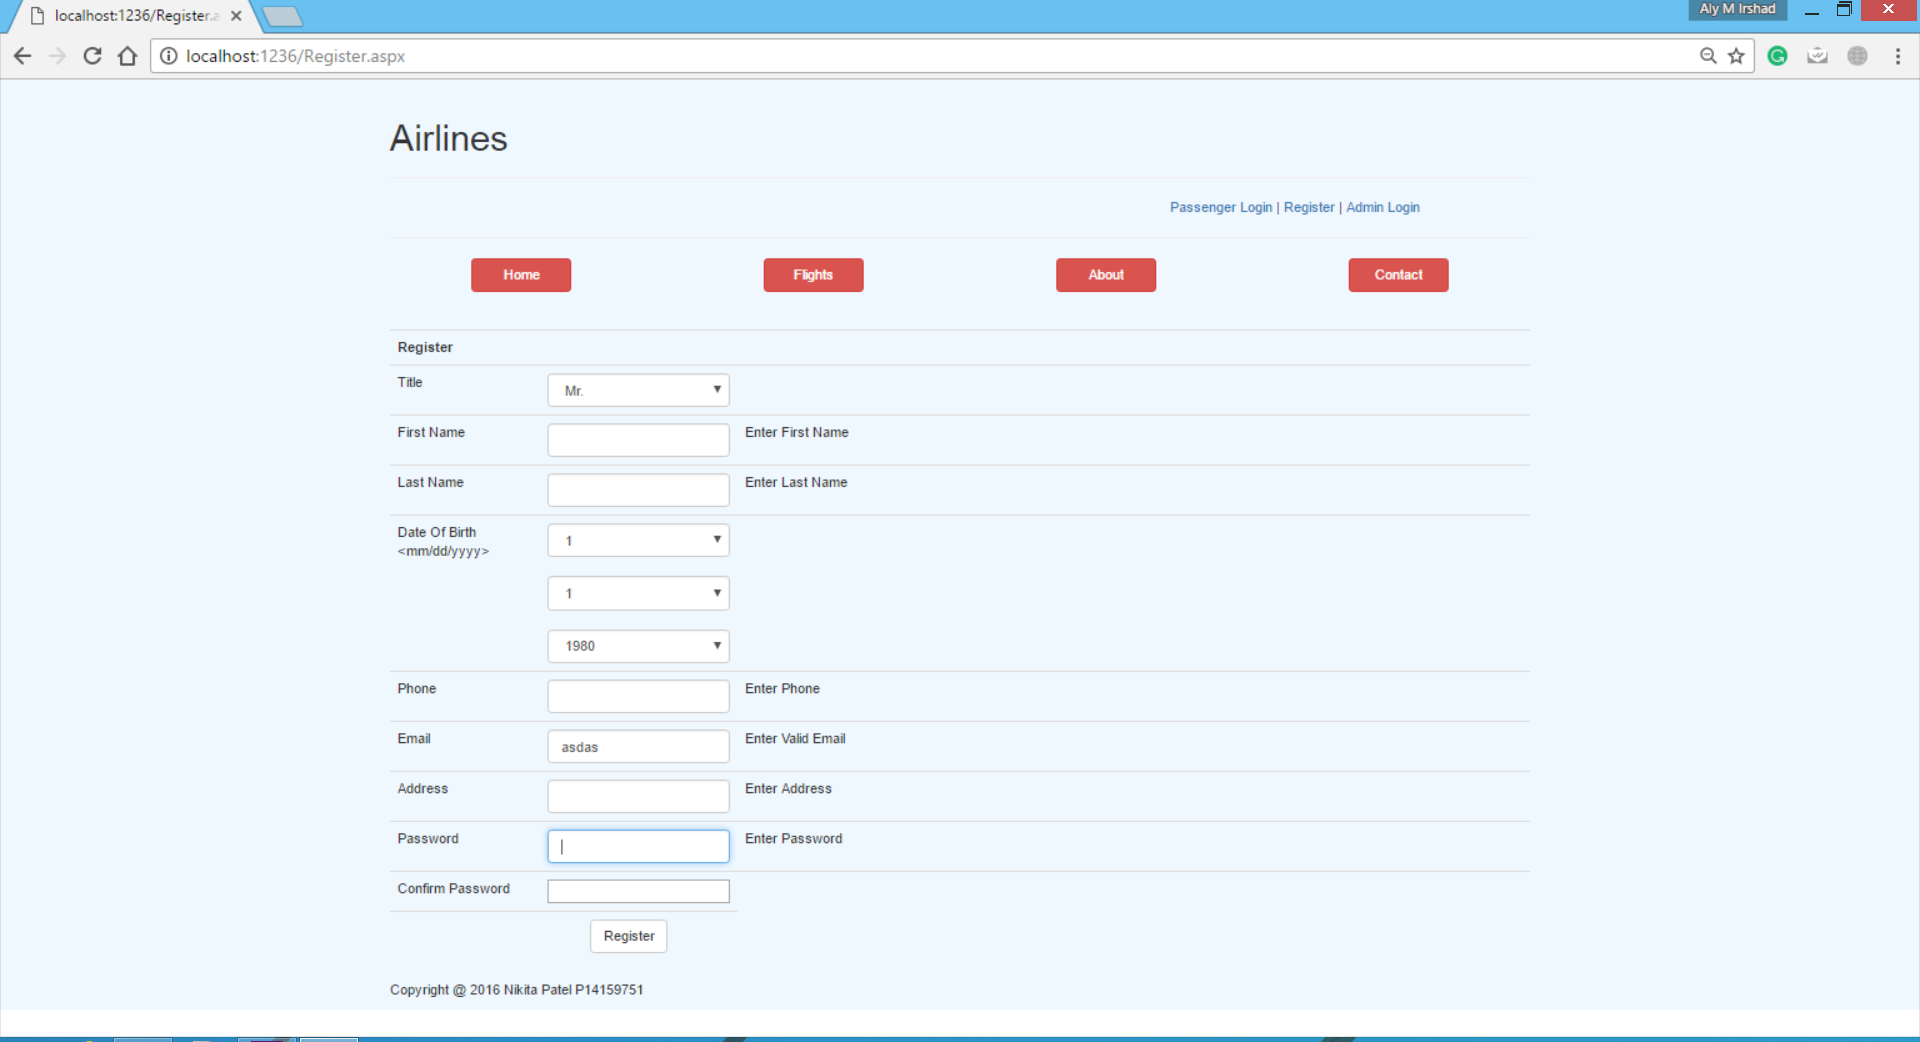 localhost:1236/Register.a
Aly M Irshad
localhost:1236/Register.aspx
Airlines
Passenger Login | Register | Admin Login
Home Flights About Contact
Register
Title Mr.
First Name Enter First Name
Last Name Enter Last Name
Date Of Birth 1
<mm/dd/yyyy>
1
1980
Phone Enter Phone
Email asdas Enter Valid Email
Address Enter Address
Password Enter Password
Confirm Password
Register
Copyright @ 2016 Nikita Patel P14159751